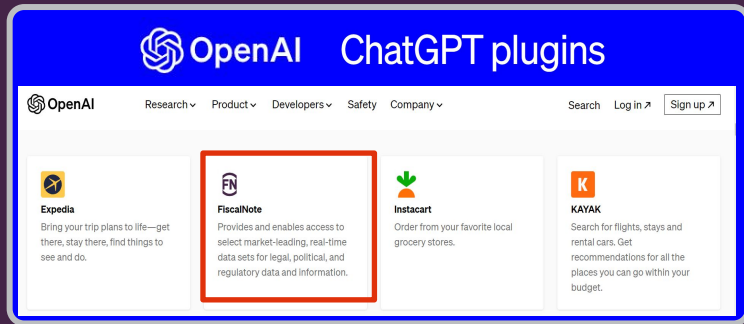 OpenAI ChatGPT plugins
OpenAI Research Product Developers Safety Company Search Log in ↗ Sign up ↗
Expedia
Bring your trip plans to life—get
there, stay there, find things to
see and do.
FN
FiscalNote
Provides and enables access to
select market-leading, real-time
data sets for legal, political, and
regulatory data and information.
Instacart
Order from your favorite local
grocery stores.
K
KAYAK
Search for flights, stays and
rental cars. Get
recommendations for all the
places you can go within your
budget.